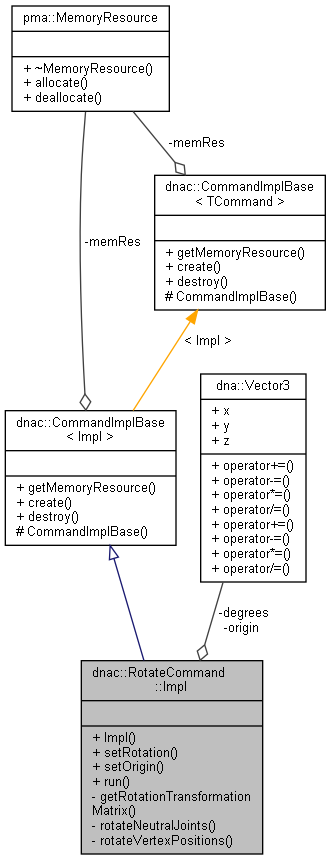 pma::MemoryResource
+ ~MemoryResource()
+ allocate()
+ deallocate()
-memRes
dnac::CommandImplBase
< TCommand >
+ getMemoryResource()
+ create()
+ destroy()
# CommandImplBase()
-memRes
< Impl >
dna::Vector3
+ x
+ y
+ z
+ operator+=()
+ operator-=()
+ operator*=()
+ operator/=()
+ operator+=()
+ operator-=()
+ operator*=()
+ operator/=()
dnac::CommandImplBase
< Impl >
+ getMemoryResource()
+ create()
+ destroy()
# CommandImplBase()
-degrees
-origin
dnac::RotateCommand
::Impl
+ Impl()
+ setRotation()
+ setOrigin()
+ run()
- getRotationTransformation
Matrix()
- rotateNeutralJoints()
- rotateVertexPositions()